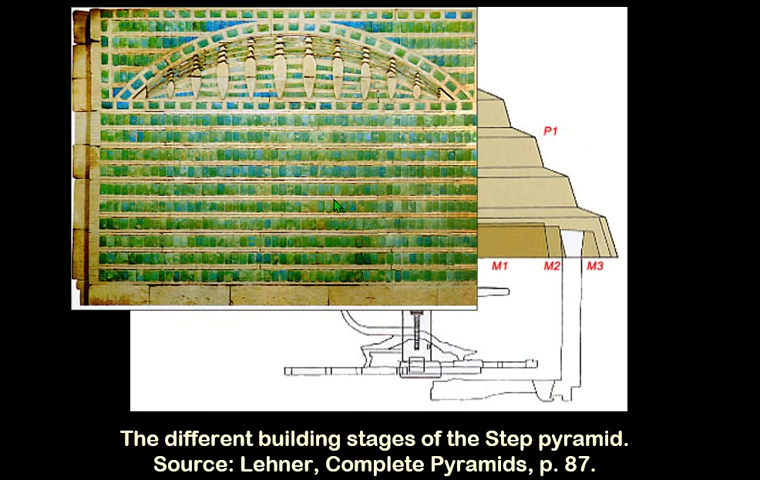 P1
M1 M2 M3
The different building stages of the Step pyramid.
Source: Lehner, Complete Pyramids, p. 87.